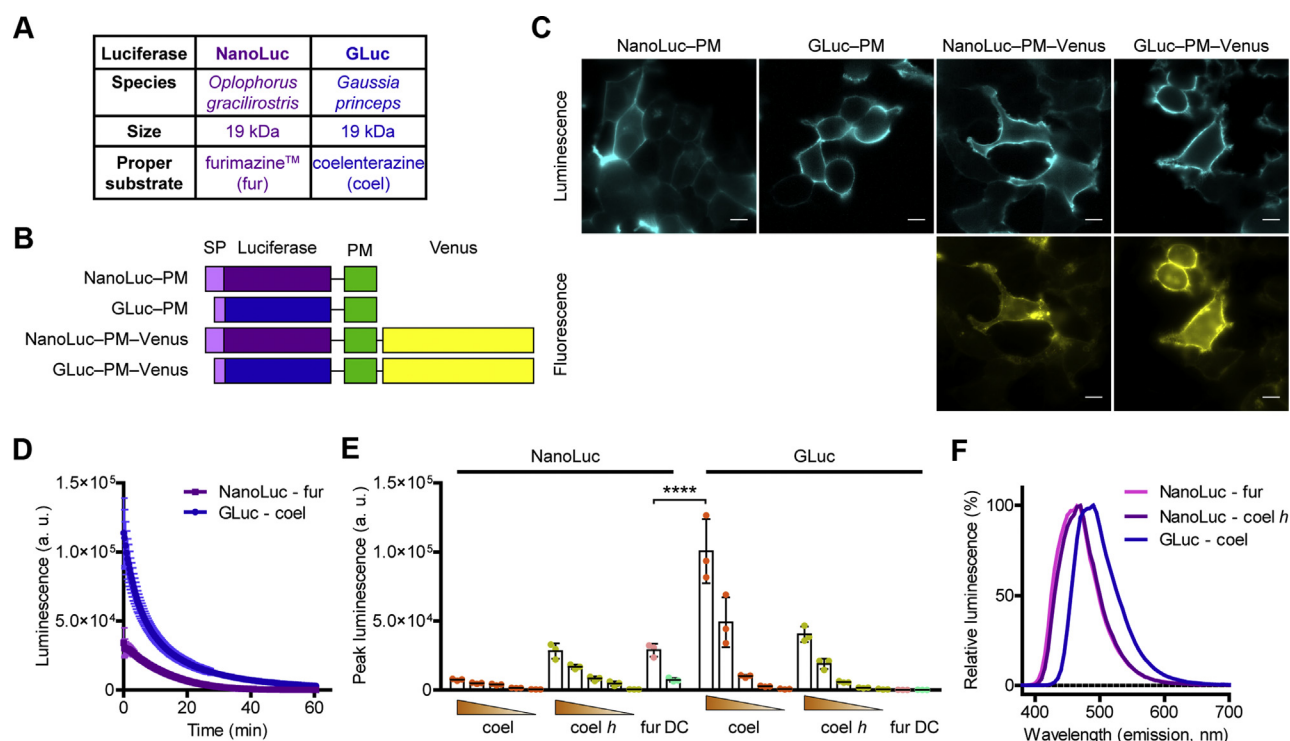 A
Luciferase NanoLuc GLuc
Species Oplophorus gracilirostris Gaussia princeps
Size 19 kDa 19 kDa
Proper substrate furimazine™ (fur) coelenterazine (coel)
B
SP Luciferase PM Venus
NanoLuc–PM
GLuc–PM
NanoLuc–PM–Venus
GLuc–PM–Venus
C
NanoLuc–PM GLuc–PM NanoLuc–PM–Venus GLuc–PM–Venus
Luminescence
Fluorescence
D
Luminescence (a. u.)
1.5×10⁵
1.0×10⁵
5.0×10⁴
0
0 20 40 60
Time (min)
NanoLuc - fur
GLuc - coel
E
NanoLuc GLuc
Peak luminescence (a. u.)
1.5×10⁵
1.0×10⁵
5.0×10⁴
0
****
coel coel h fur DC coel coel h fur DC
F
Relative luminescence (%)
100
50
0
400 500 600 700
Wavelength (emission, nm)
NanoLuc - fur
NanoLuc - coel h
GLuc - coel